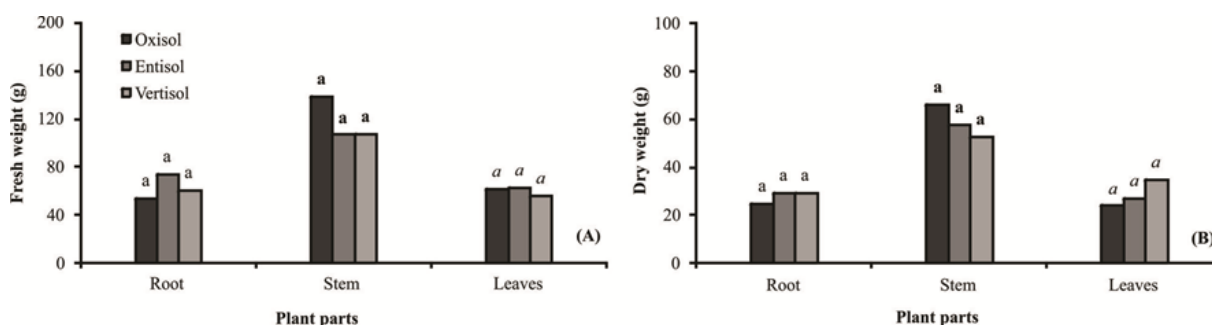 200
160
120
80
40
0
Fresh weight (g)
Oxisol
Entisol
Vertisol
a a a
a a a
a a a
Root Stem Leaves
Plant parts
(A)
100
80
60
40
20
0
Dry weight (g)
a a a
a a a
a a a
Root Stem Leaves
Plant parts
(B)